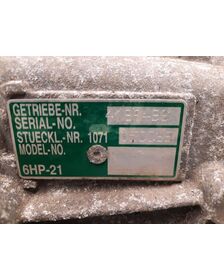 GETRIEBE-NR.
SERIAL-NO.
STUECKL.-NR. 1071
MODEL-NO.
6HP-21